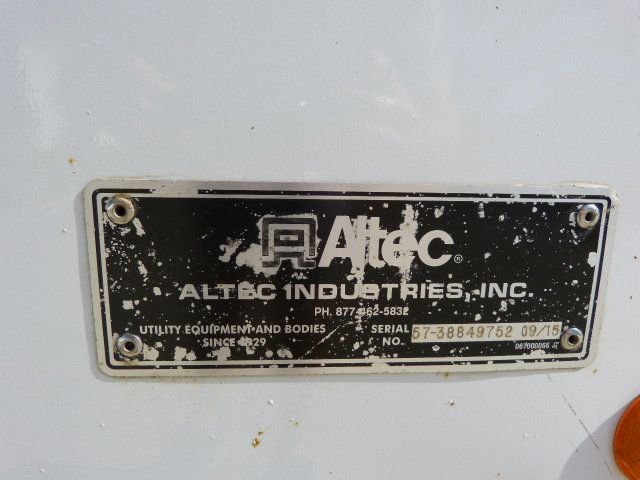 Altec®
ALTEC INDUSTRIES, INC.
PH. 877-462-5832
UTILITY EQUIPMENT AND BODIES
SINCE 1929
SERIAL NO. 57-38849752 09/15